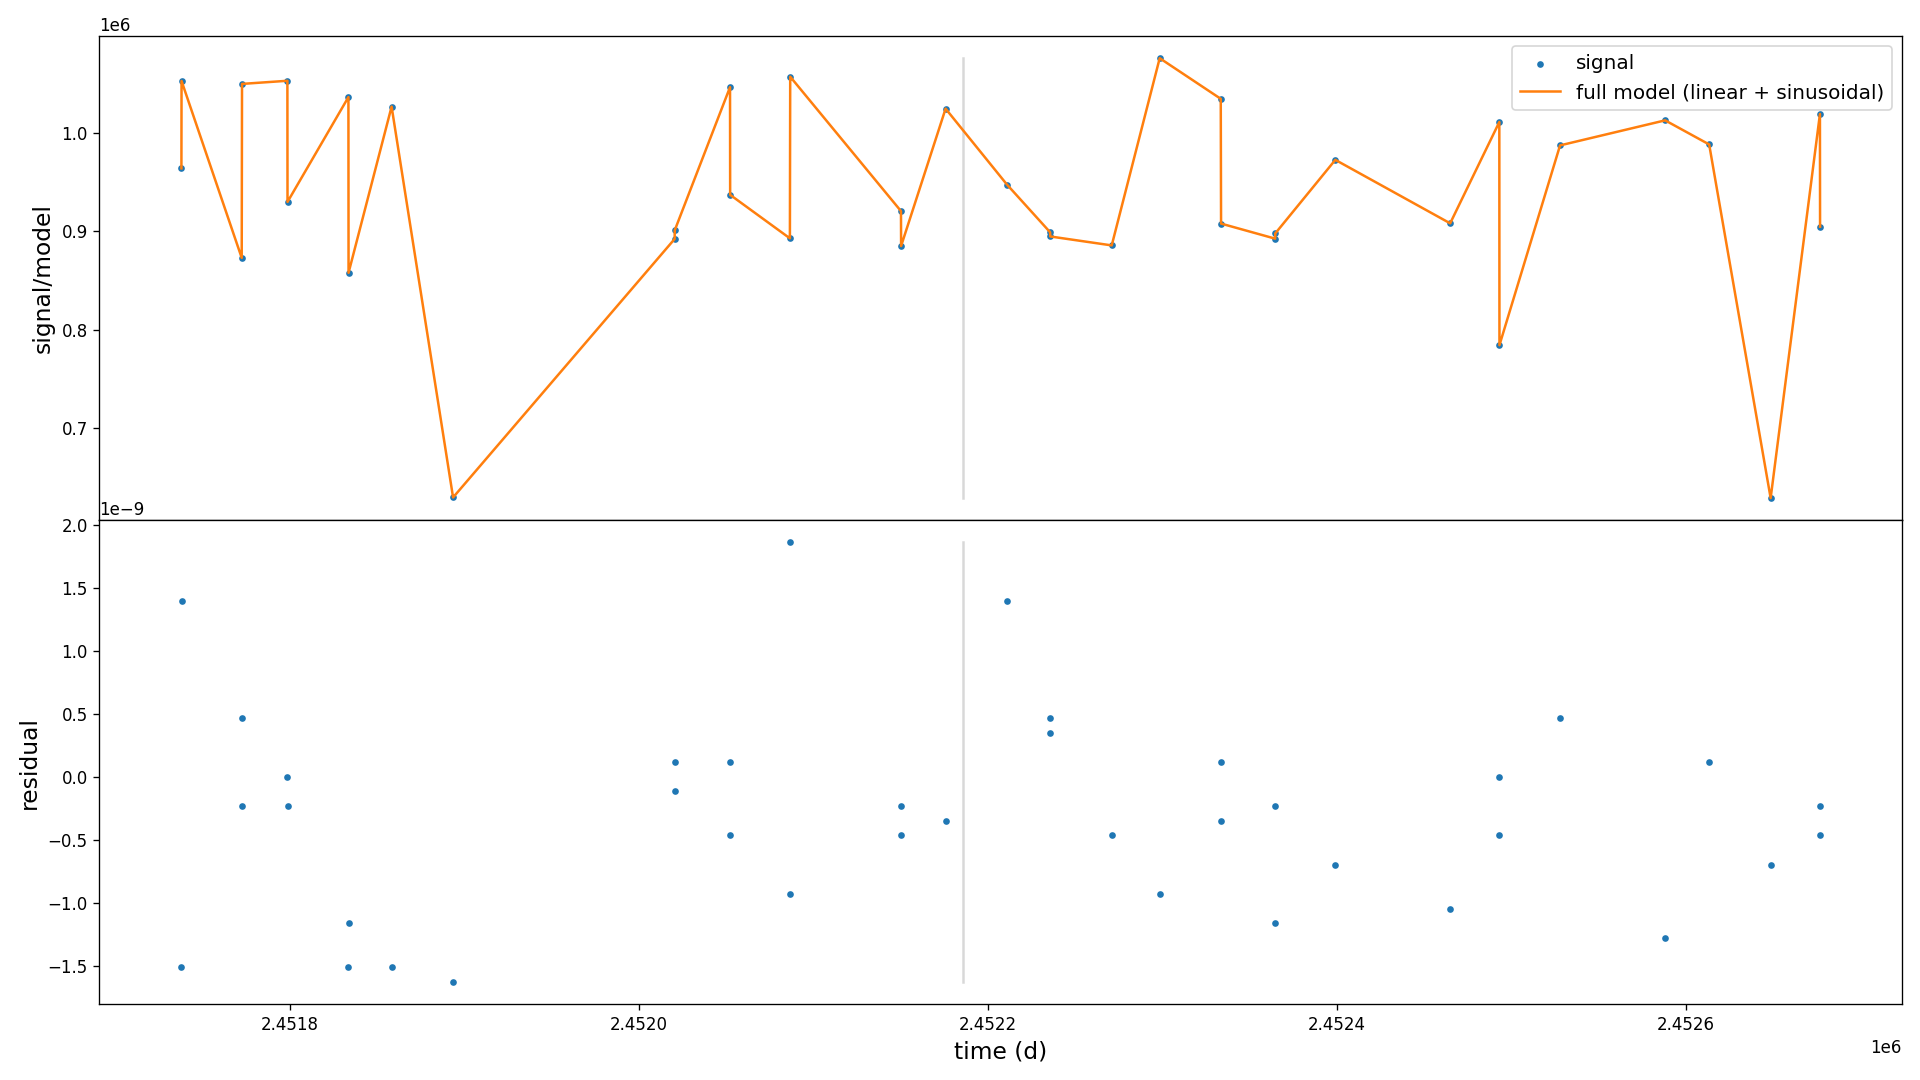 1e6
signal
full model (linear + sinusoidal)
1.0
0.9
0.8
0.7
signal/model
1e−9
2.0
1.5
1.0
0.5
0.0
−0.5
−1.0
−1.5
residual
2.4518 2.4520 2.4522 2.4524 2.4526
time (d)
1e6